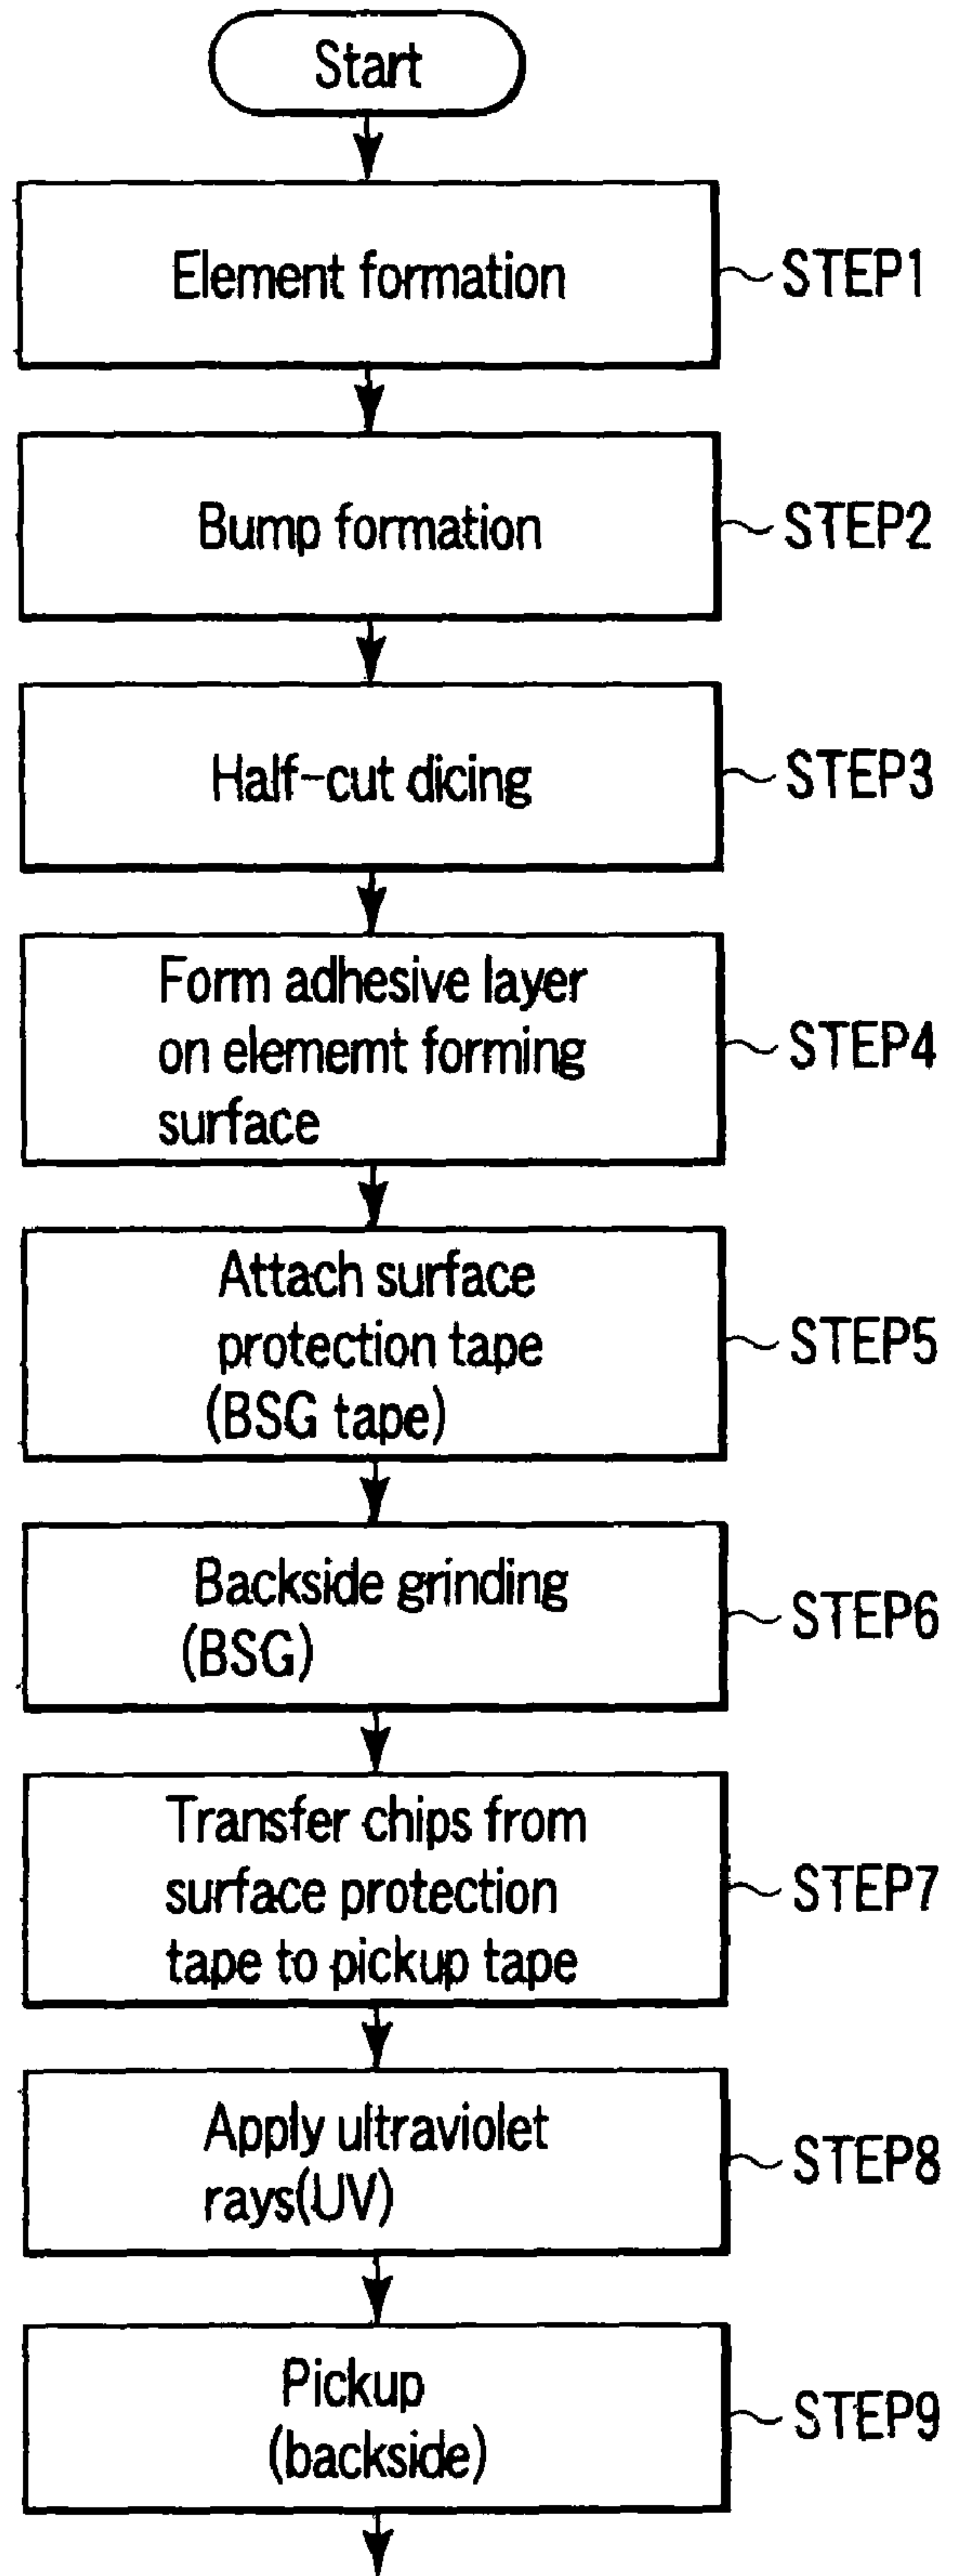 Start
Element formation
STEP1
Bump formation
STEP2
Half-cut dicing
STEP3
Form adhesive layer
on elememt forming
surface
STEP4
Attach surface
protection tape
(BSG tape)
STEP5
Backside grinding
(BSG)
STEP6
Transfer chips from
surface protection
tape to pickup tape
STEP7
Apply ultraviolet
rays(UV)
STEP8
Pickup
(backside)
STEP9